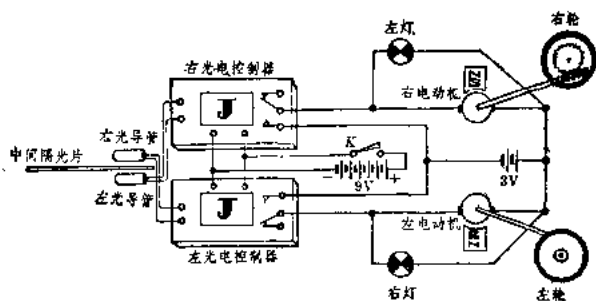 右轮
左灯
右光电控制器
J
右电动机
右光导管
中间隔光片
K
左光导管
- 9V +
3V
J
左电动机
左光电控制器
右灯
左轮